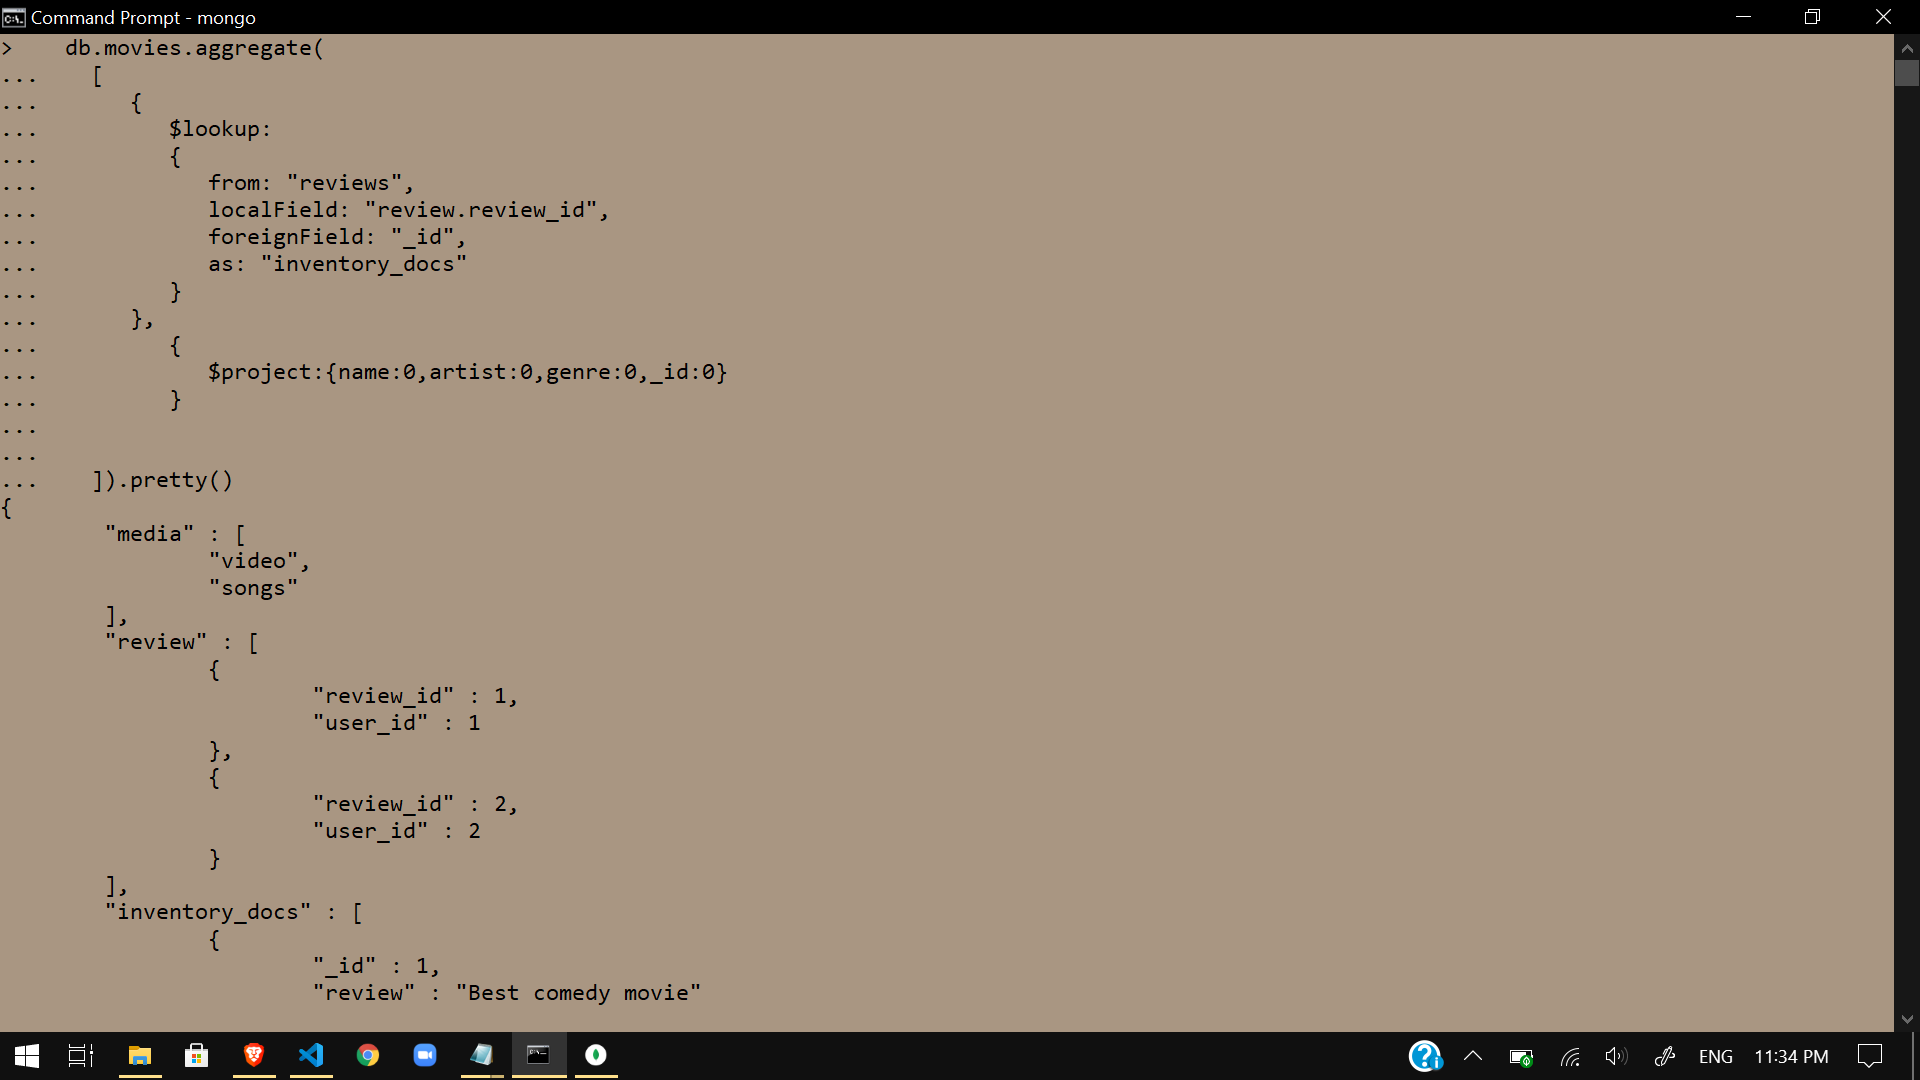 Command Prompt - mongo
>    db.movies.aggregate(
...    [
...       {
...          $lookup:
...          {
...             from: "reviews",
...             localField: "review.review_id",
...             foreignField: "_id",
...             as: "inventory_docs"
...          }
...       },
...          {
...             $project:{name:0,artist:0,genre:0,_id:0}
...          }
...
...
...    ]).pretty()
{
        "media" : [
                "video",
                "songs"
        ],
        "review" : [
                {
                        "review_id" : 1,
                        "user_id" : 1
                },
                {
                        "review_id" : 2,
                        "user_id" : 2
                }
        ],
        "inventory_docs" : [
                {
                        "_id" : 1,
                        "review" : "Best comedy movie"
ENG 11:34 PM